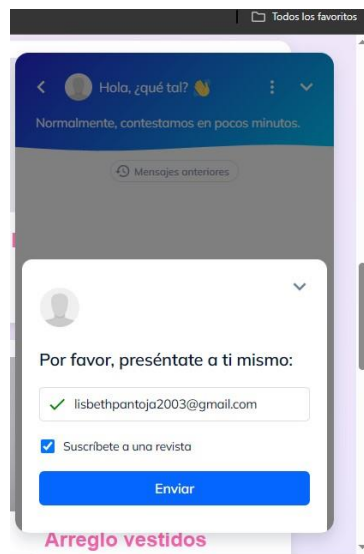 Todos los favoritos
Hola, ¿qué tal? 👋
Normalmente, contestamos en pocos minutos.
Mensajes anteriores
Por favor, preséntate a ti mismo:
lisbethpantoja2003@gmail.com
Suscríbete a una revista
Enviar
Arreglo vestidos